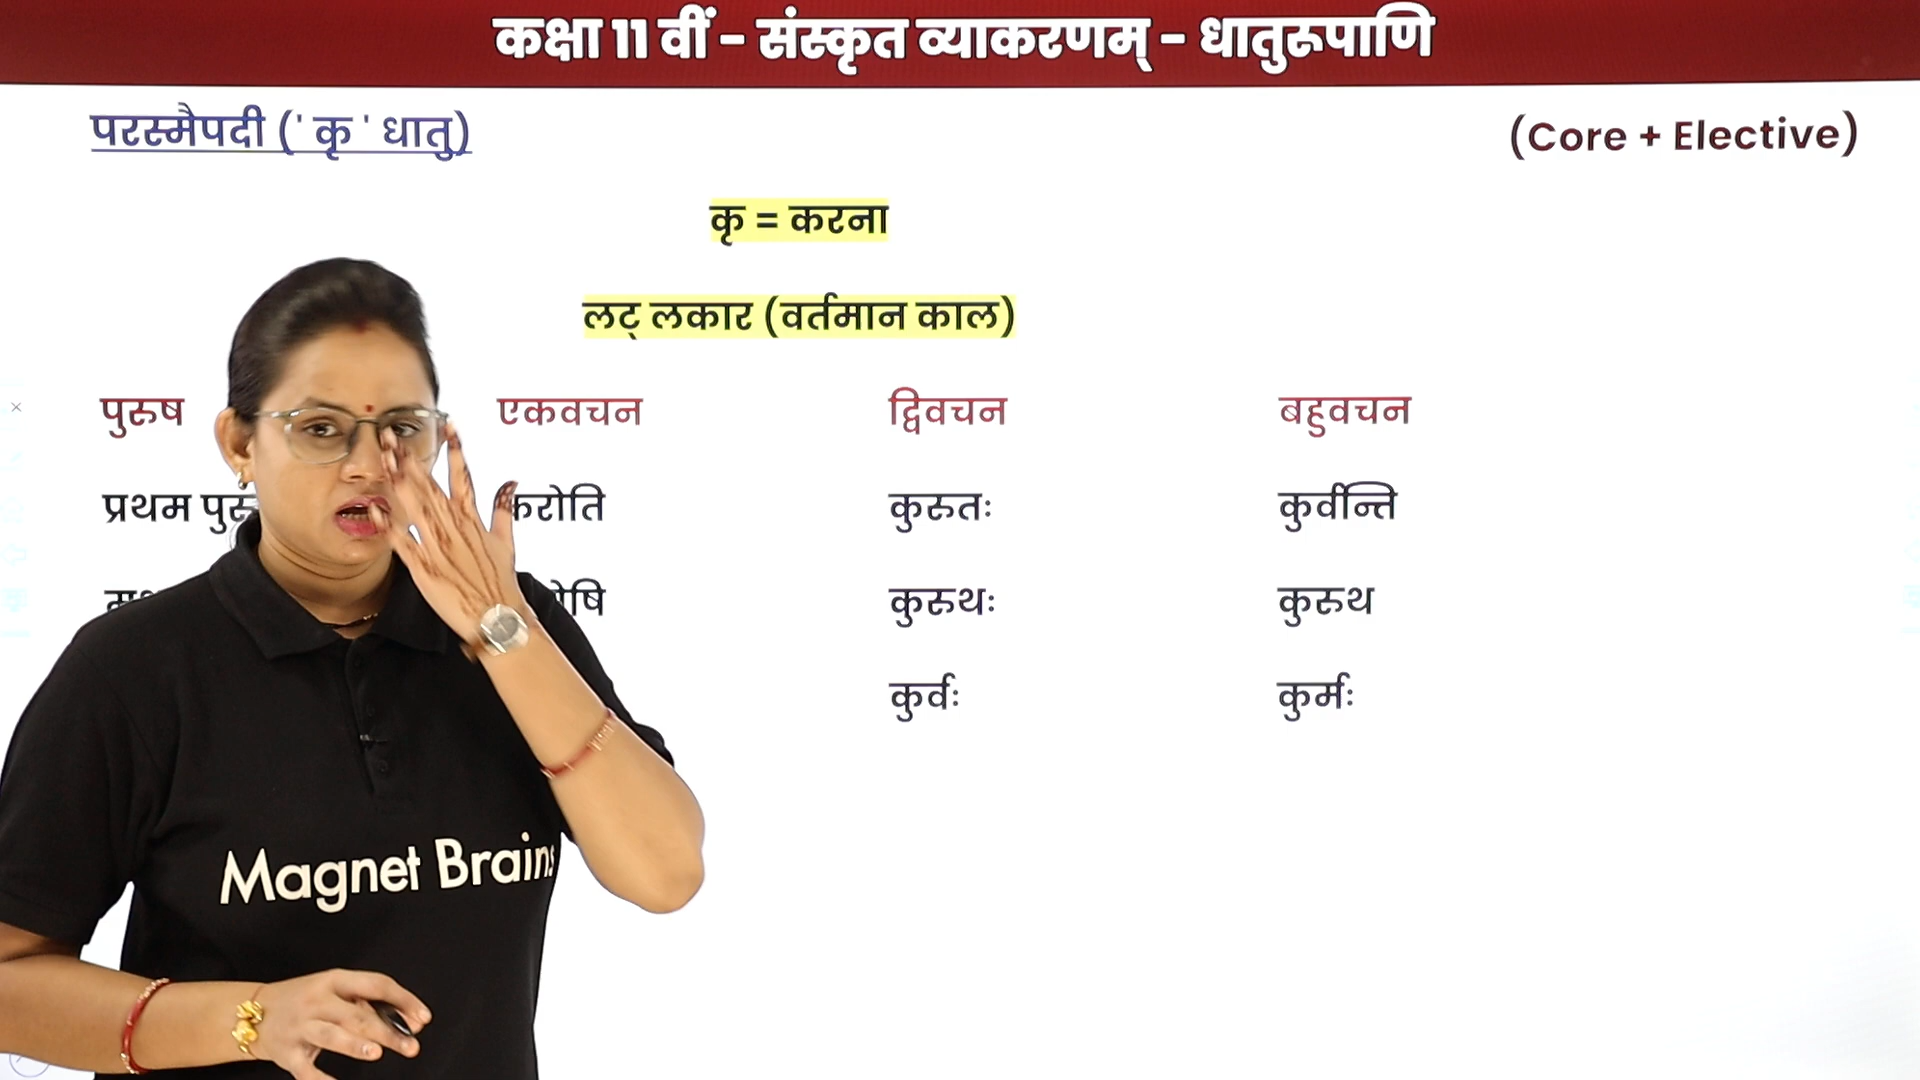 कक्षा 11 वीं - संस्कृत व्याकरणम् - धातुरूपाणि
परस्मैपदी (' कृ ' धातु)
(Core + Elective)
कृ = करना
लट् लकार (वर्तमान काल)
पुरुष एकवचन द्विवचन बहुवचन
प्रथम करोति कुरुतः कुर्वन्ति
कुरुथः कुरुथ
कुर्वः कुर्मः
Magnet Brains